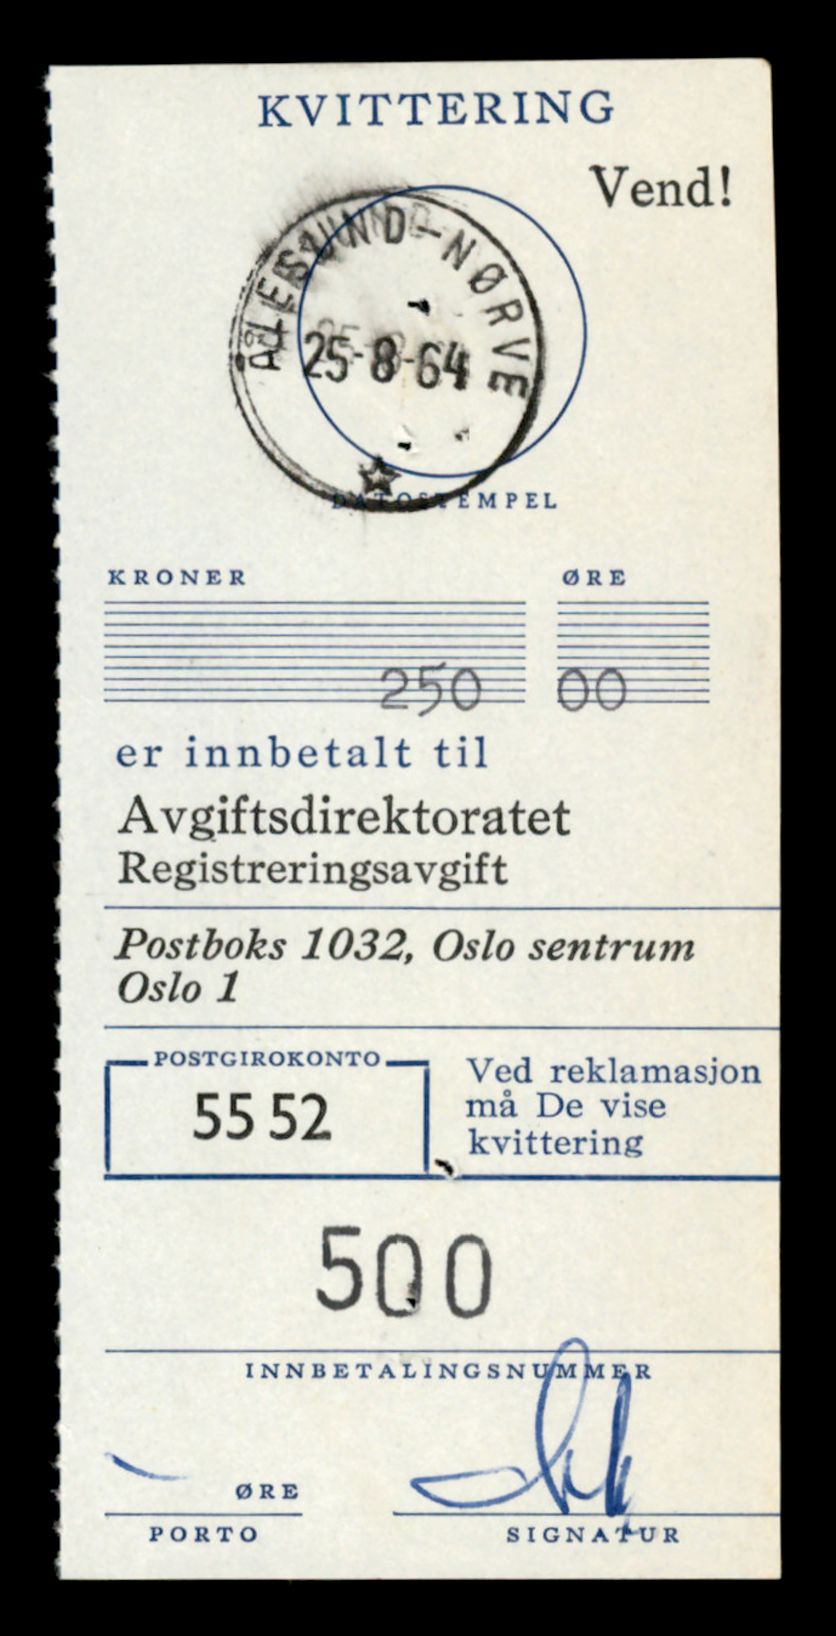 KVITTERING
Vend!
ÅLESUND-NØRVE
25-8-64
DATOSTEMPEL
KRONER ØRE
250 00
er innbetalt til
Avgiftsdirektoratet
Registreringsavgift
Postboks 1032, Oslo sentrum
Oslo 1
POSTGIROKONTO
55 52
Ved reklamasjon
må De vise
kvittering
500
INNBETALINGSNUMMER
ØRE
PORTO
SIGNATUR